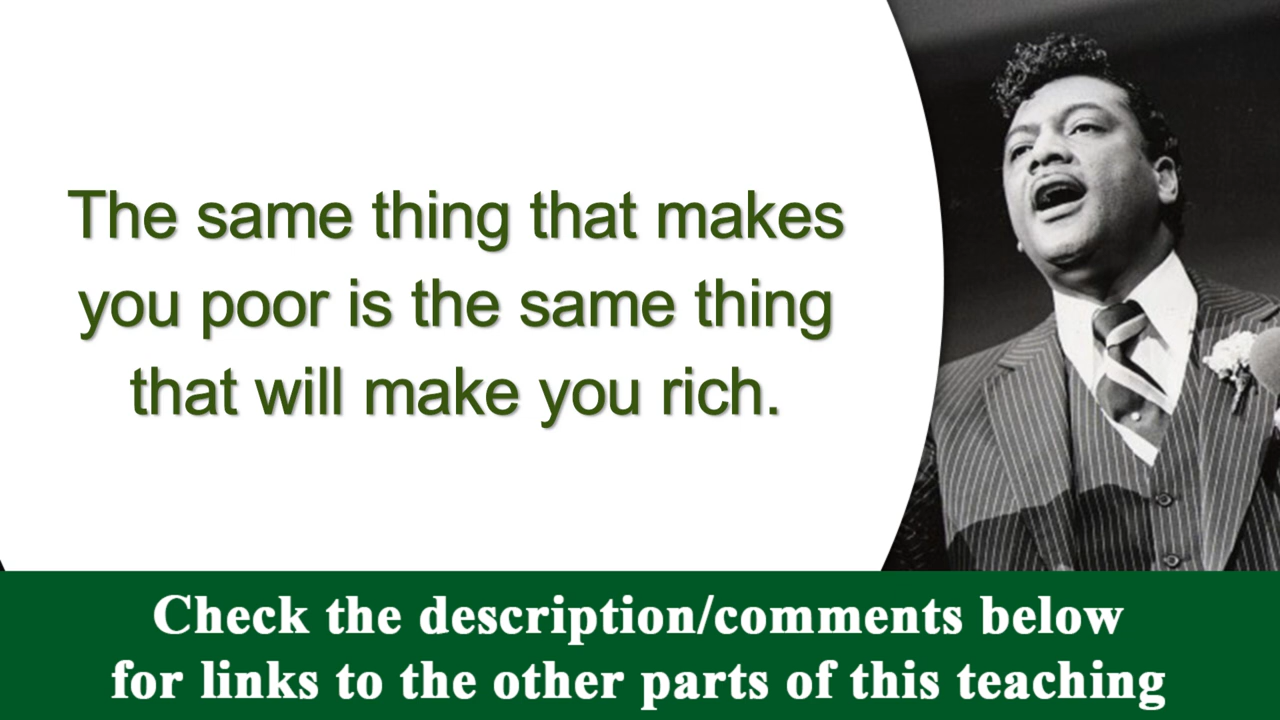 The same thing that makes
you poor is the same thing
that will make you rich.
Check the description/comments below
for links to the other parts of this teaching